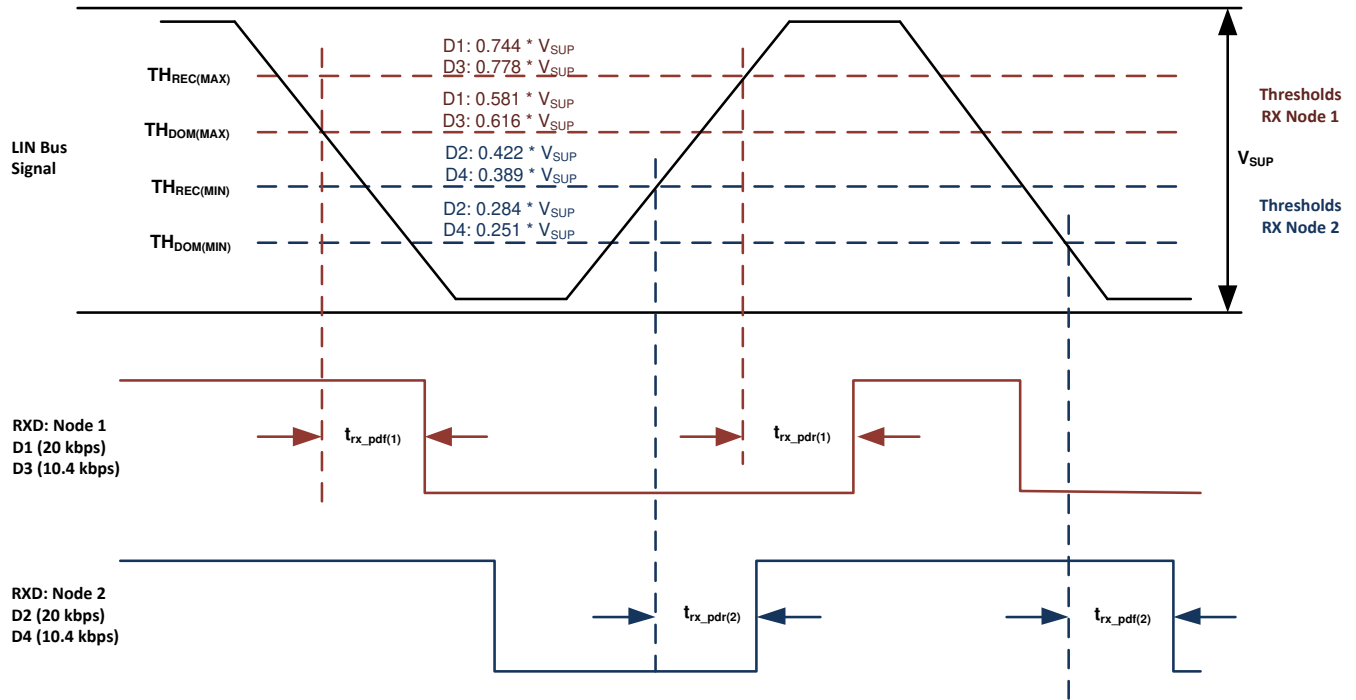 D1: 0.744 * VSUP
THREC(MAX)
D3: 0.778 * VSUP
D1: 0.581 * VSUP
THDOM(MAX)
D3: 0.616 * VSUP
Thresholds
RX Node 1
LIN Bus
Signal
D2: 0.422 * VSUP
VSUP
THREC(MIN)
D4: 0.389 * VSUP
D2: 0.284 * VSUP
THDOM(MIN)
D4: 0.251 * VSUP
Thresholds
RX Node 2
RXD: Node 1
D1 (20 kbps)
D3 (10.4 kbps)
trx_pdf(1)
trx_pdr(1)
RXD: Node 2
D2 (20 kbps)
D4 (10.4 kbps)
trx_pdr(2)
trx_pdf(2)